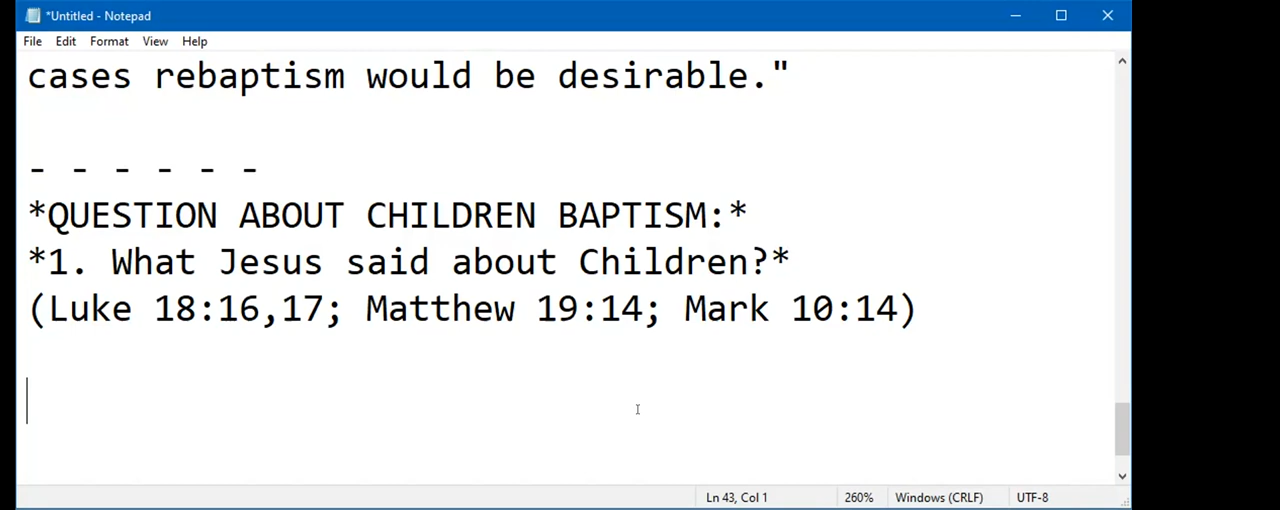 *Untitled - Notepad
File Edit Format View Help
cases rebaptism would be desirable."
- - - - - -
*QUESTION ABOUT CHILDREN BAPTISM:*
*1. What Jesus said about Children?*
(Luke 18:16,17; Matthew 19:14; Mark 10:14)
Ln 43, Col 1 260% Windows (CRLF) UTF-8